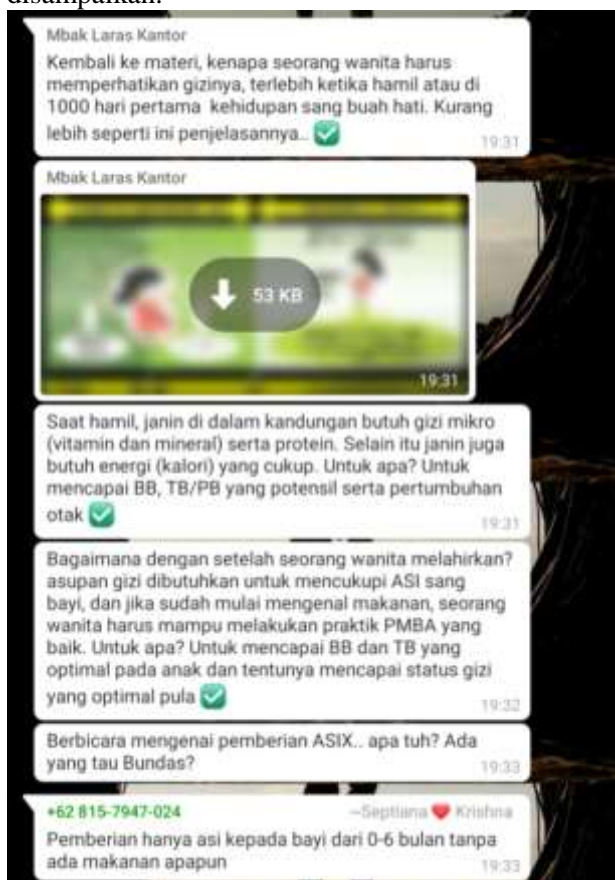 disampaikan.
Mbak Laras Kantor
Kembali ke materi, kenapa seorang wanita harus
memperhatikan gizinya, terlebih ketika hamil atau di
1000 hari pertama kehidupan sang buah hati. Kurang
lebih seperti ini penjelasannya.. ✅
19:31
Mbak Laras Kantor
53 KB
19:31
Saat hamil, janin di dalam kandungan butuh gizi mikro
(vitamin dan mineral) serta protein. Selain itu janin juga
butuh energi (kalori) yang cukup. Untuk apa? Untuk
mencapai BB, TB/PB yang potensil serta pertumbuhan
otak ✅
19:31
Bagaimana dengan setelah seorang wanita melahirkan?
asupan gizi dibutuhkan untuk mencukupi ASI sang
bayi, dan jika sudah mulai mengenal makanan, seorang
wanita harus mampu melakukan praktik PMBA yang
baik. Untuk apa? Untuk mencapai BB dan TB yang
optimal pada anak dan tentunya mencapai status gizi
yang optimal pula ✅
19:32
Berbicara mengenai pemberian ASIX.. apa tuh? Ada
yang tau Bundas?
19:33
+62 815-7947-024 ~Septiana ❤ Krishna
Pemberian hanya asi kepada bayi dari 0-6 bulan tanpa
ada makanan apapun
19:33